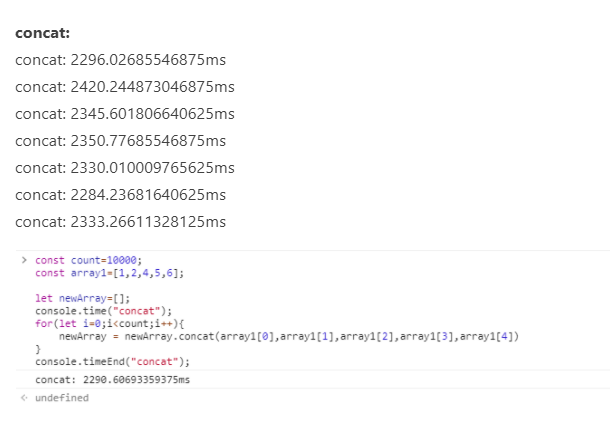 concat:
concat: 2296.02685546875ms
concat: 2420.244873046875ms
concat: 2345.601806640625ms
concat: 2350.77685546875ms
concat: 2330.010009765625ms
concat: 2284.23681640625ms
concat: 2333.26611328125ms
> const count=10000;
const array1=[1,2,4,5,6];
let newArray=[];
console.time("concat");
for(let i=0;i<count;i++){
newArray = newArray.concat(array1[0],array1[1],array1[2],array1[3],array1[4])
}
console.timeEnd("concat");
concat: 2290.60693359375ms
< undefined